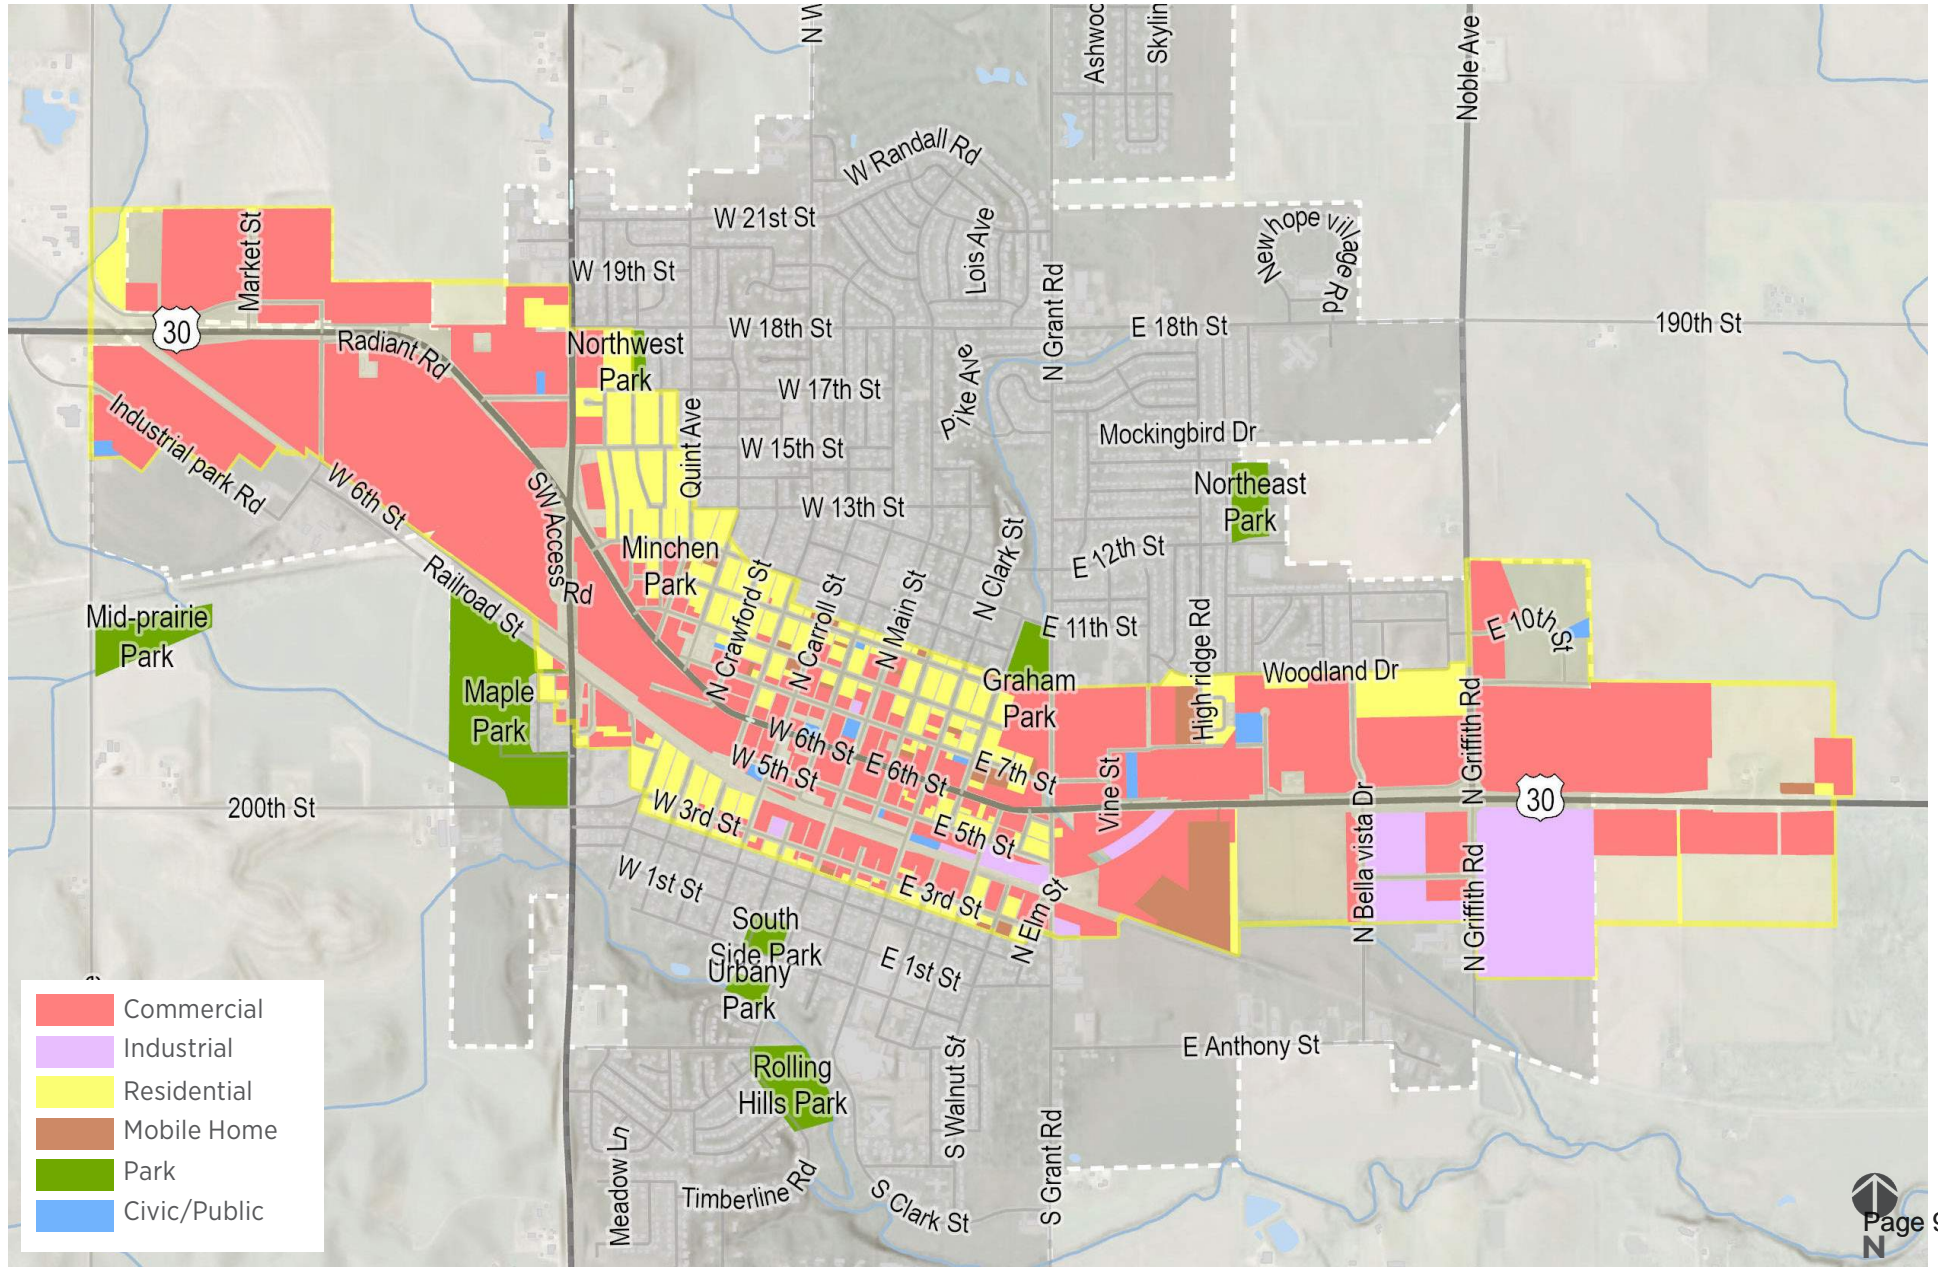 N W
Ashwoo
Skylin
Noble Ave
W Randall Rd
W 21st St
Market St
Lois Ave
New hope village Rd
W 19th St
N Grant Rd
30
Radiant Rd
W 18th St
E 18th St
190th St
Northwest
Park
Pike Ave
W 17th St
Industrial park Rd
Quint Ave
W 15th St
Mockingbird Dr
W 6th St
SW Access Rd
W 13th St
Northeast
Park
Minchen
Park
N Clark St
E 12th St
Railroad St
N Crawford St
N Carroll St
N Main St
Mid-prairie
Park
E 11th St
High ridge Rd
E 10th St
Maple
Park
Graham
Park
Woodland Dr
N Griffith Rd
W 6th St
W 5th St
E 6th St
E 7th St
Vine St
30
200th St
W 3rd St
E 5th St
N Bella vista Dr
N Griffith Rd
W 1st St
E 3rd St
N Elm St
South
Side Park
Urbany
Park
E 1st St
E Anthony St
Rolling
Hills Park
S Walnut St
S Grant Rd
Meadow Ln
Timberline Rd
S Clark St
Commercial
Industrial
Residential
Mobile Home
Park
Civic/Public
Page 9
N